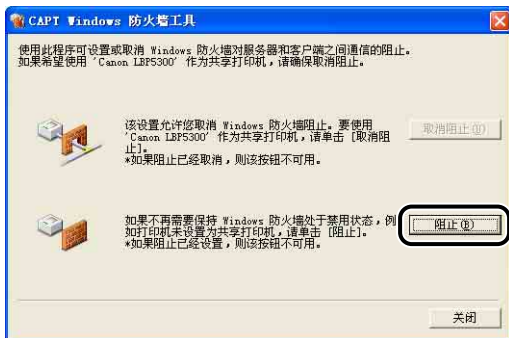 CAPT Windows 防火墙工具
使用此程序可设置或取消 Windows 防火墙对服务器和客户端之间通信的阻止。
如果希望使用 'Canon LBP5300' 作为共享打印机，请确保取消阻止。
该设置允许您取消 Windows 防火墙阻止。要使用
'Canon LBP5300' 作为共享打印机，请单击 [取消阻
止]。
*如果阻止已经取消，则该按钮不可用。
取消阻止(U)
如果不再需要保持 Windows 防火墙处于禁用状态，例
如打印机未设置为共享打印机，请单击 [阻止]。
*如果阻止已经设置，则该按钮不可用。
阻止(B)
关闭